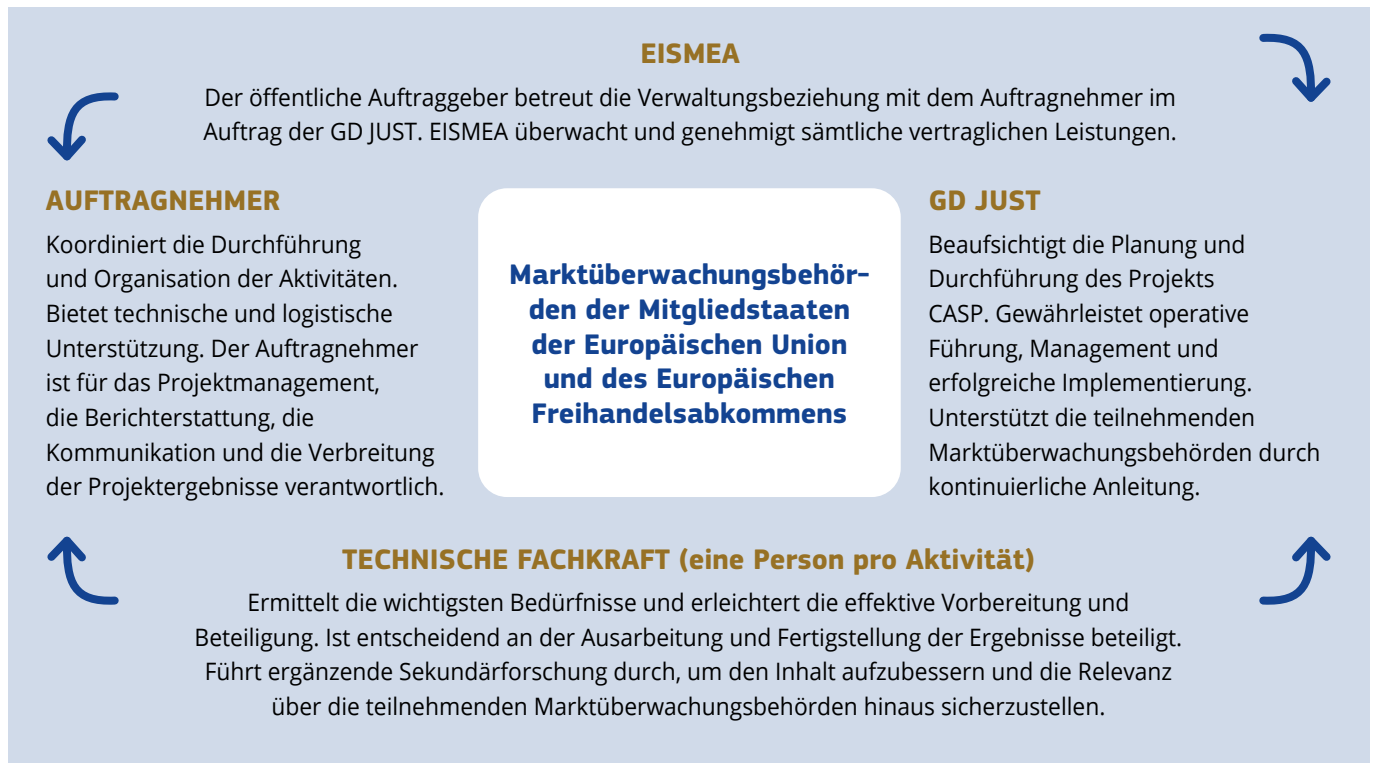 EISMEA
Der öffentliche Auftraggeber betreut die Verwaltungsbeziehung mit dem Auftragnehmer im
Auftrag der GD JUST. EISMEA überwacht und genehmigt sämtliche vertraglichen Leistungen.
AUFTRAGNEHMER
Koordiniert die Durchführung
und Organisation der Aktivitäten.
Bietet technische und logistische
Unterstützung. Der Auftragnehmer
ist für das Projektmanagement,
die Berichterstattung, die
Kommunikation und die Verbreitung
der Projektergebnisse verantwortlich.
Marktüberwachungsbehör-
den der Mitgliedstaaten
der Europäischen Union
und des Europäischen
Freihandelsabkommens
GD JUST
Beaufsichtigt die Planung und
Durchführung des Projekts
CASP. Gewährleistet operative
Führung, Management und
erfolgreiche Implementierung.
Unterstützt die teilnehmenden
Marktüberwachungsbehörden durch
kontinuierliche Anleitung.
TECHNISCHE FACHKRAFT (eine Person pro Aktivität)
Ermittelt die wichtigsten Bedürfnisse und erleichtert die effektive Vorbereitung und
Beteiligung. Ist entscheidend an der Ausarbeitung und Fertigstellung der Ergebnisse beteiligt.
Führt ergänzende Sekundärforschung durch, um den Inhalt aufzubessern und die Relevanz
über die teilnehmenden Marktüberwachungsbehörden hinaus sicherzustellen.